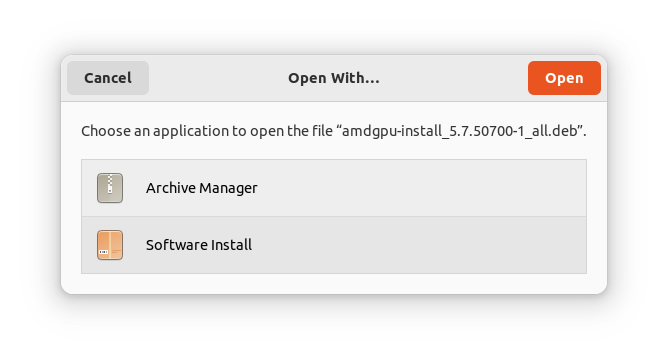 Cancel Open With... Open
Choose an application to open the file “amdgpu-install_5.7.50700-1_all.deb”.
Archive Manager
Software Install